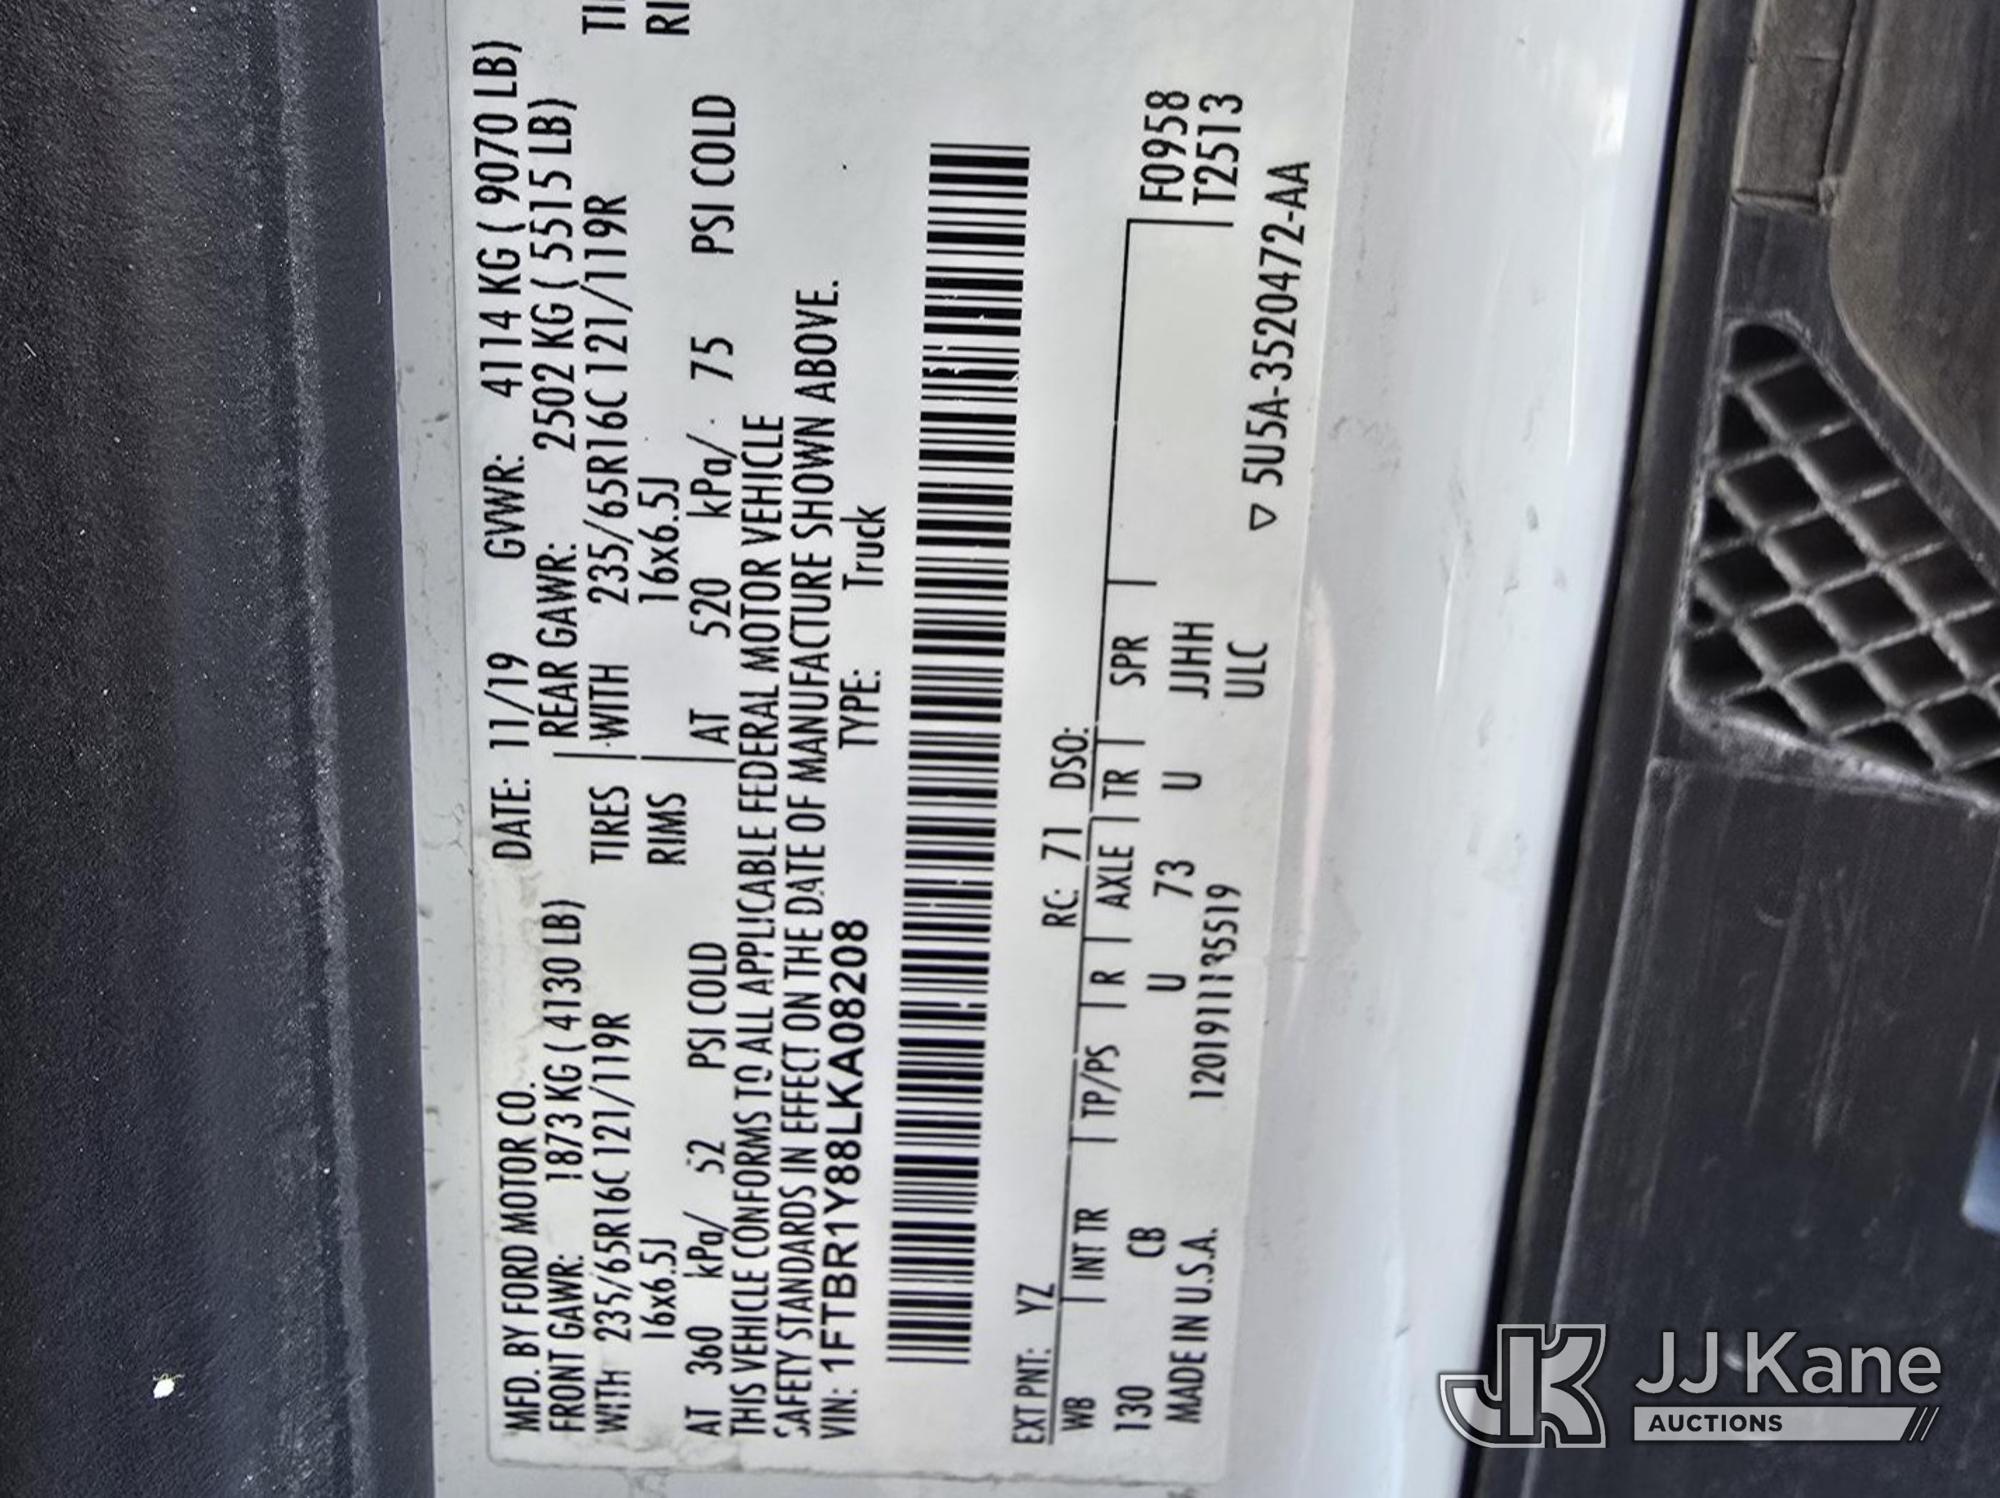 MFD. BY FORD MOTOR CO. DATE: 11/19 GVWR: 4114 KG ( 9070 LB)
FRONT GAWR: 1873 KG ( 4130 LB) REAR GAWR: 2502 KG ( 5515 LB)
WITH 235/65R16C 121/119R TIRES WITH 235/65R16C 121/119R TI
16x6.5J RIMS 16x6.5J RI
AT 360 kPa/ 52 PSI COLD AT 520 kPa/ 75 PSI COLD
THIS VEHICLE CONFORMS TO ALL APPLICABLE FEDERAL MOTOR VEHICLE
SAFETY STANDARDS IN EFFECT ON THE DATE OF MANUFACTURE SHOWN ABOVE.
VIN: 1FTBR1Y88LKA08208 TYPE: Truck
EXT PNT: YZ RC: 71 DSO:
WB INT TR TP/PS R AXLE TR SPR F0958
130 CB U 73 U JJHH T2513
MADE IN U.S.A. 1201911135519 ULC ▽ 5U5A-3520472-AA
JK JJ Kane
AUCTIONS